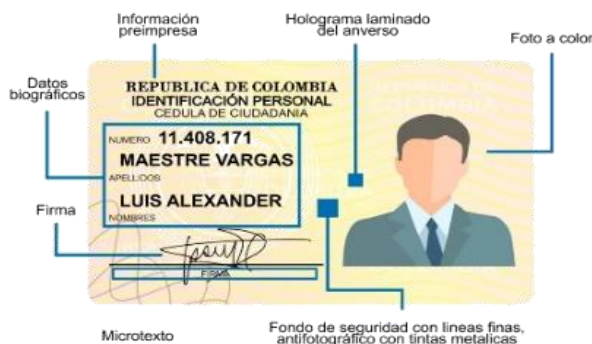 Información
preimpresa
Holograma laminado
del anverso
Foto a color
Datos
biográficos
REPUBLICA DE COLOMBIA
IDENTIFICACIÓN PERSONAL
CEDULA DE CIUDADANIA
NUMERO 11.408.171
MAESTRE VARGAS
APELLIDOS
LUIS ALEXANDER
NOMBRES
Firma
FIRMA
Microtexto
Fondo de seguridad con lineas finas,
antifotográfico con tintas metalicas